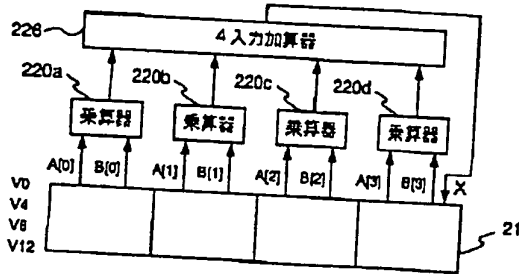 226
4入力加算器
220a
220b
220c
220d
乗算器
乗算器
乗算器
乗算器
A[0]
B[0]
A[1]
B[1]
A[2]
B[2]
A[3]
B[3]
X
V0
V4
V8
V12
21